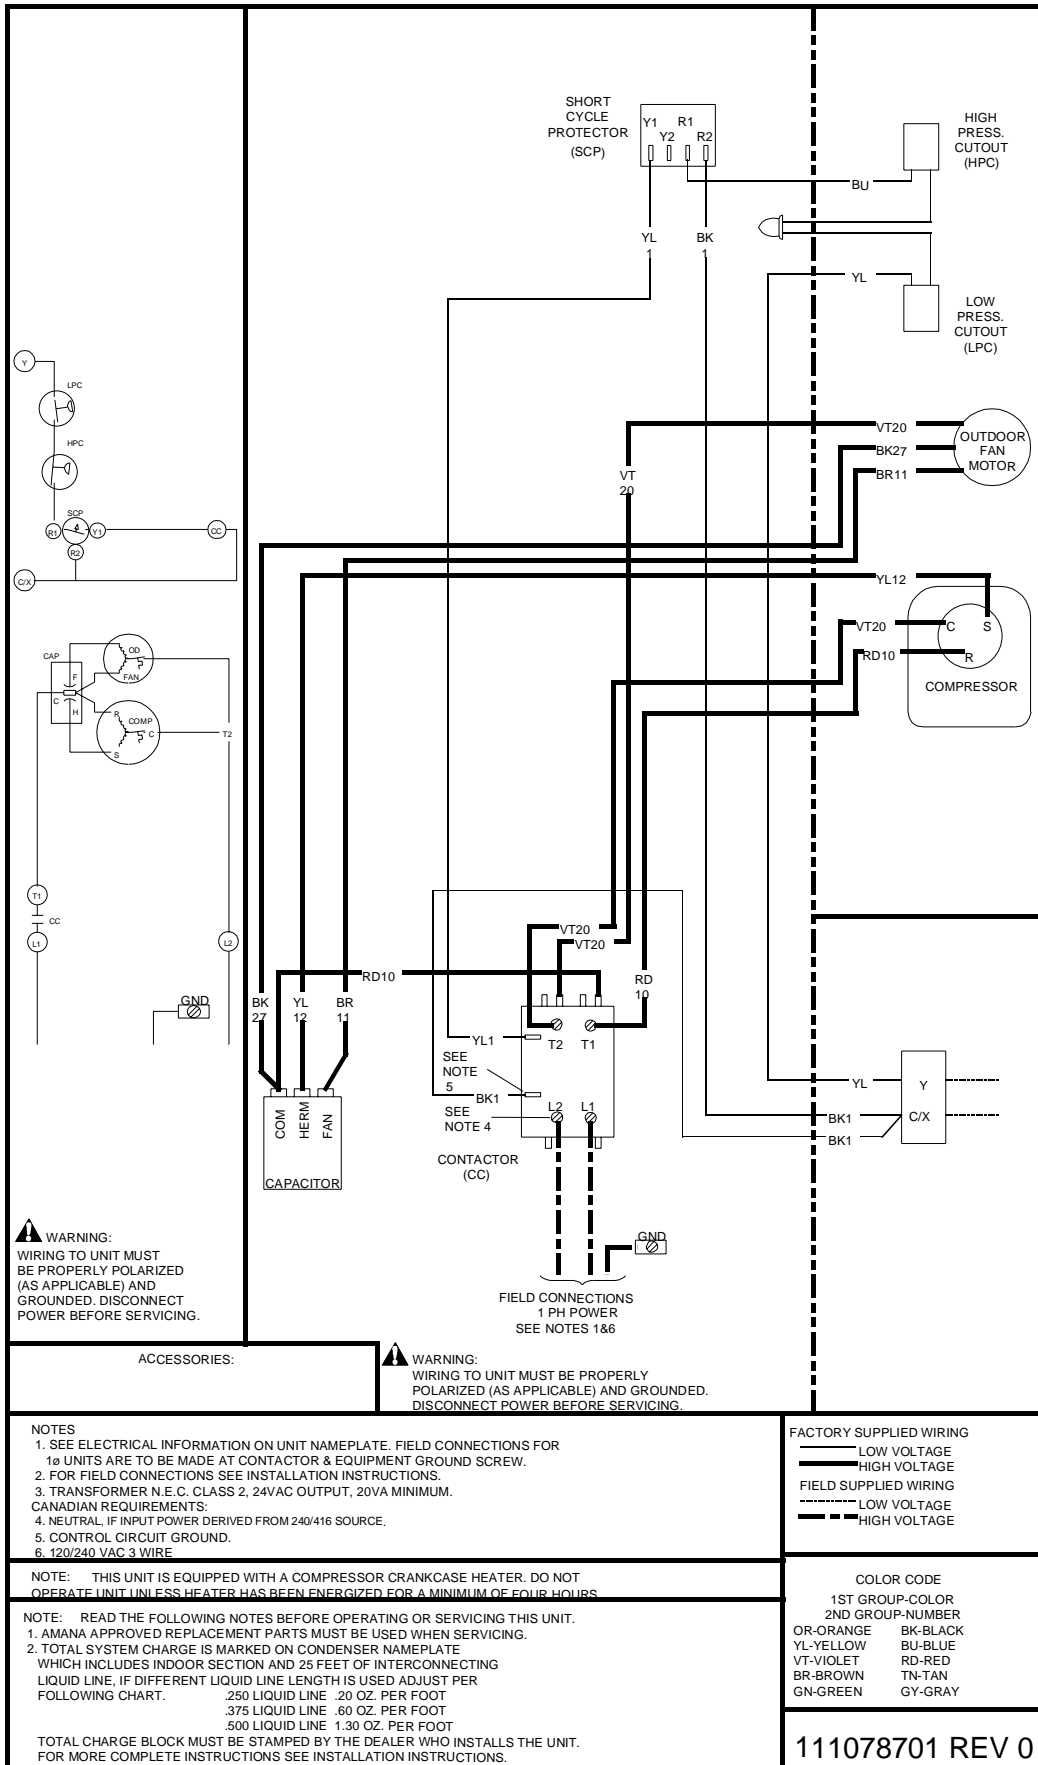 SHORT
CYCLE
PROTECTOR
(SCP)
Y1
Y2
R1
R2
HIGH
PRESS.
CUTOUT
(HPC)
BU
YL
1
BK
1
YL
LOW
PRESS.
CUTOUT
(LPC)
Y
LPC
HPC
SCP
R1
Y1
CC
R2
C/X
VT20
BK27
BR11
OUTDOOR
FAN
MOTOR
VT
20
YL12
VT20
RD10
C
S
R
COMPRESSOR
CAP
F
C
H
OD
FAN
R
COMP
C
S
T2
T1
CC
L1
L2
GND
VT20
VT20
RD10
RD
10
BK
27
YL
12
BR
11
T2
T1
YL1
SEE
NOTE
5
BK1
SEE
NOTE 4
L2
L1
COM
HERM
FAN
CAPACITOR
CONTACTOR
(CC)
YL
Y
BK1
C/X
BK1
GND
FIELD CONNECTIONS
1 PH POWER
SEE NOTES 1&6
WARNING:
WIRING TO UNIT MUST
BE PROPERLY POLARIZED
(AS APPLICABLE) AND
GROUNDED. DISCONNECT
POWER BEFORE SERVICING.
ACCESSORIES:
WARNING:
WIRING TO UNIT MUST BE PROPERLY
POLARIZED (AS APPLICABLE) AND GROUNDED.
DISCONNECT POWER BEFORE SERVICING.
NOTES
1. SEE ELECTRICAL INFORMATION ON UNIT NAMEPLATE. FIELD CONNECTIONS FOR
1ø UNITS ARE TO BE MADE AT CONTACTOR & EQUIPMENT GROUND SCREW.
2. FOR FIELD CONNECTIONS SEE INSTALLATION INSTRUCTIONS.
3. TRANSFORMER N.E.C. CLASS 2, 24VAC OUTPUT, 20VA MINIMUM.
CANADIAN REQUIREMENTS:
4. NEUTRAL, IF INPUT POWER DERIVED FROM 240/416 SOURCE.
5. CONTROL CIRCUIT GROUND.
6. 120/240 VAC 3 WIRE
NOTE: THIS UNIT IS EQUIPPED WITH A COMPRESSOR CRANKCASE HEATER. DO NOT
OPERATE UNIT UNLESS HEATER HAS BEEN ENERGIZED FOR A MINIMUM OF FOUR HOURS
NOTE: READ THE FOLLOWING NOTES BEFORE OPERATING OR SERVICING THIS UNIT.
1. AMANA APPROVED REPLACEMENT PARTS MUST BE USED WHEN SERVICING.
2. TOTAL SYSTEM CHARGE IS MARKED ON CONDENSER NAMEPLATE
WHICH INCLUDES INDOOR SECTION AND 25 FEET OF INTERCONNECTING
LIQUID LINE, IF DIFFERENT LIQUID LINE LENGTH IS USED ADJUST PER
FOLLOWING CHART. .250 LIQUID LINE .20 OZ. PER FOOT
.375 LIQUID LINE .60 OZ. PER FOOT
.500 LIQUID LINE 1.30 OZ. PER FOOT
TOTAL CHARGE BLOCK MUST BE STAMPED BY THE DEALER WHO INSTALLS THE UNIT.
FOR MORE COMPLETE INSTRUCTIONS SEE INSTALLATION INSTRUCTIONS.
FACTORY SUPPLIED WIRING
LOW VOLTAGE
HIGH VOLTAGE
FIELD SUPPLIED WIRING
LOW VOLTAGE
HIGH VOLTAGE
COLOR CODE
1ST GROUP-COLOR
2ND GROUP-NUMBER
OR-ORANGE BK-BLACK
YL-YELLOW BU-BLUE
VT-VIOLET RD-RED
BR-BROWN TN-TAN
GN-GREEN GY-GRAY
111078701 REV 0